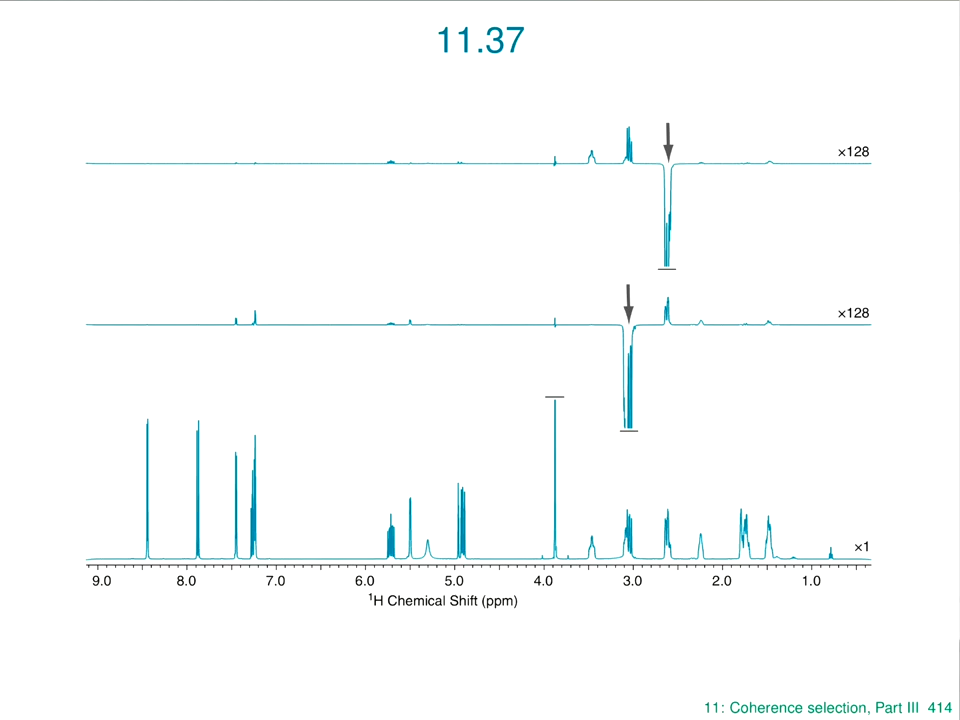 11.37
×128
×128
×1
9.0 8.0 7.0 6.0 5.0 4.0 3.0 2.0 1.0
¹H Chemical Shift (ppm)
11: Coherence selection, Part III 414